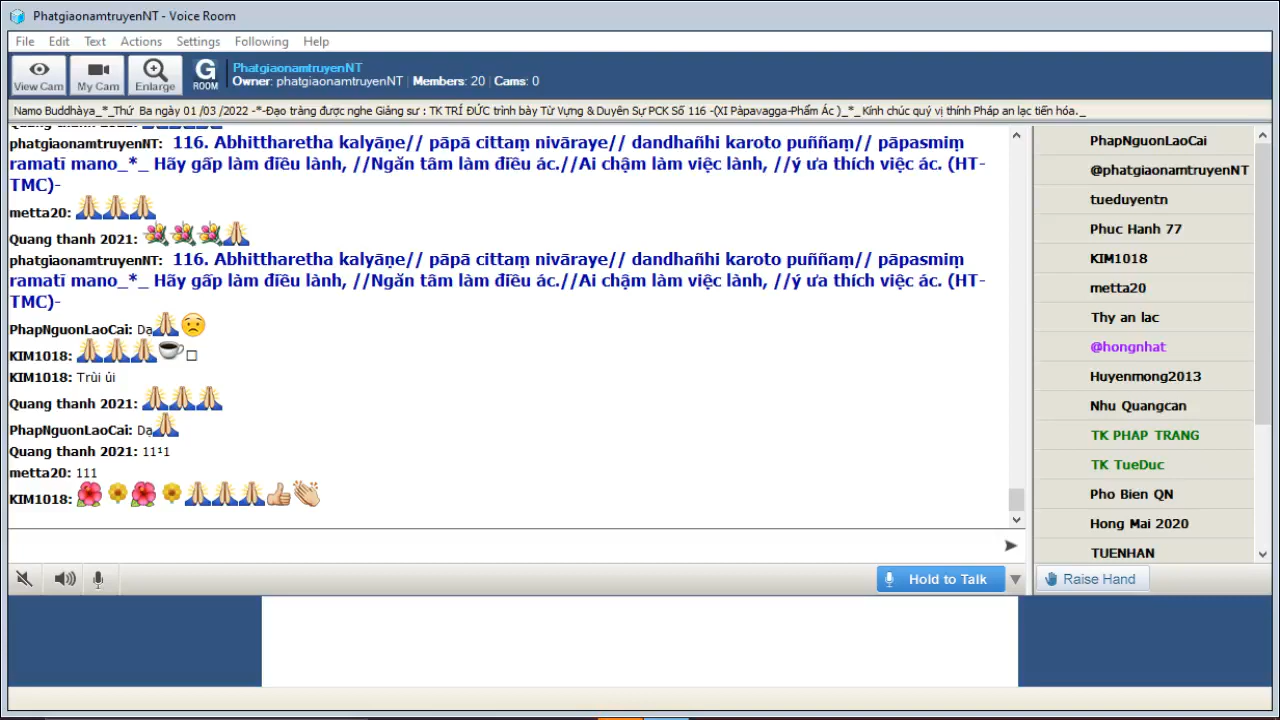 PhatgiaonamtruyenNT - Voice Room
File Edit Text Actions Settings Following Help
View Cam My Cam Enlarge G ROOM
PhatgiaonamtruyenNT
Owner: phatgiaonamtruyenNT | Members: 20 | Cams: 0
Namo Buddhàya_*_Thứ Ba ngày 01 /03 /2022 -*-Đạo tràng được nghe Giảng sư : TK TRÍ ĐỨC trình bày Từ Vựng & Duyên Sự PCK Số 116 -(XI Pàpavagga-Phẩm Ác )_*_Kính chúc quý vị thính Pháp an lạc tiến hóa._
phatgiaonamtruyenNT: 116. Abhittharetha kalyāṇe// pāpā cittaṃ nivāraye// dandhañhi karoto puññaṃ// pāpasmiṃ
ramatī mano_*_ Hãy gấp làm điều lành, //Ngăn tâm làm điều ác.//Ai chậm làm việc lành, //ý ưa thích việc ác. (HT-
TMC)-
metta20: 🙏🙏🙏
Quang thanh 2021: 💐💐💐🙏
phatgiaonamtruyenNT: 116. Abhittharetha kalyāṇe// pāpā cittaṃ nivāraye// dandhañhi karoto puññaṃ// pāpasmiṃ
ramatī mano_*_ Hãy gấp làm điều lành, //Ngăn tâm làm điều ác.//Ai chậm làm việc lành, //ý ưa thích việc ác. (HT-
TMC)-
PhapNguonLaoCai: Dạ🙏😟
KIM1018: 🙏🙏🙏☕□
KIM1018: Trùi ủi
Quang thanh 2021: 🙏🙏🙏
PhapNguonLaoCai: Dạ🙏
Quang thanh 2021: 11¹1
metta20: 111
KIM1018: 🌺🌼🌺🌼🙏🙏🙏👍👏
Hold to Talk
PhapNguonLaoCai
@phatgiaonamtruyenNT
tueduyentn
Phuc Hanh 77
KIM1018
metta20
Thy an lac
@hongnhat
Huyenmong2013
Nhu Quangcan
TK PHAP TRANG
TK TueDuc
Pho Bien QN
Hong Mai 2020
TUENHAN
Raise Hand